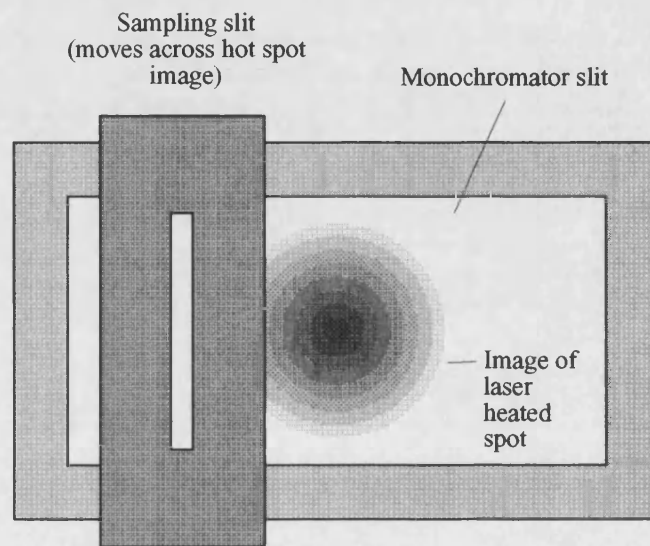 Sampling slit
(moves across hot spot
image)
Monochromator slit
Image of
laser
heated
spot